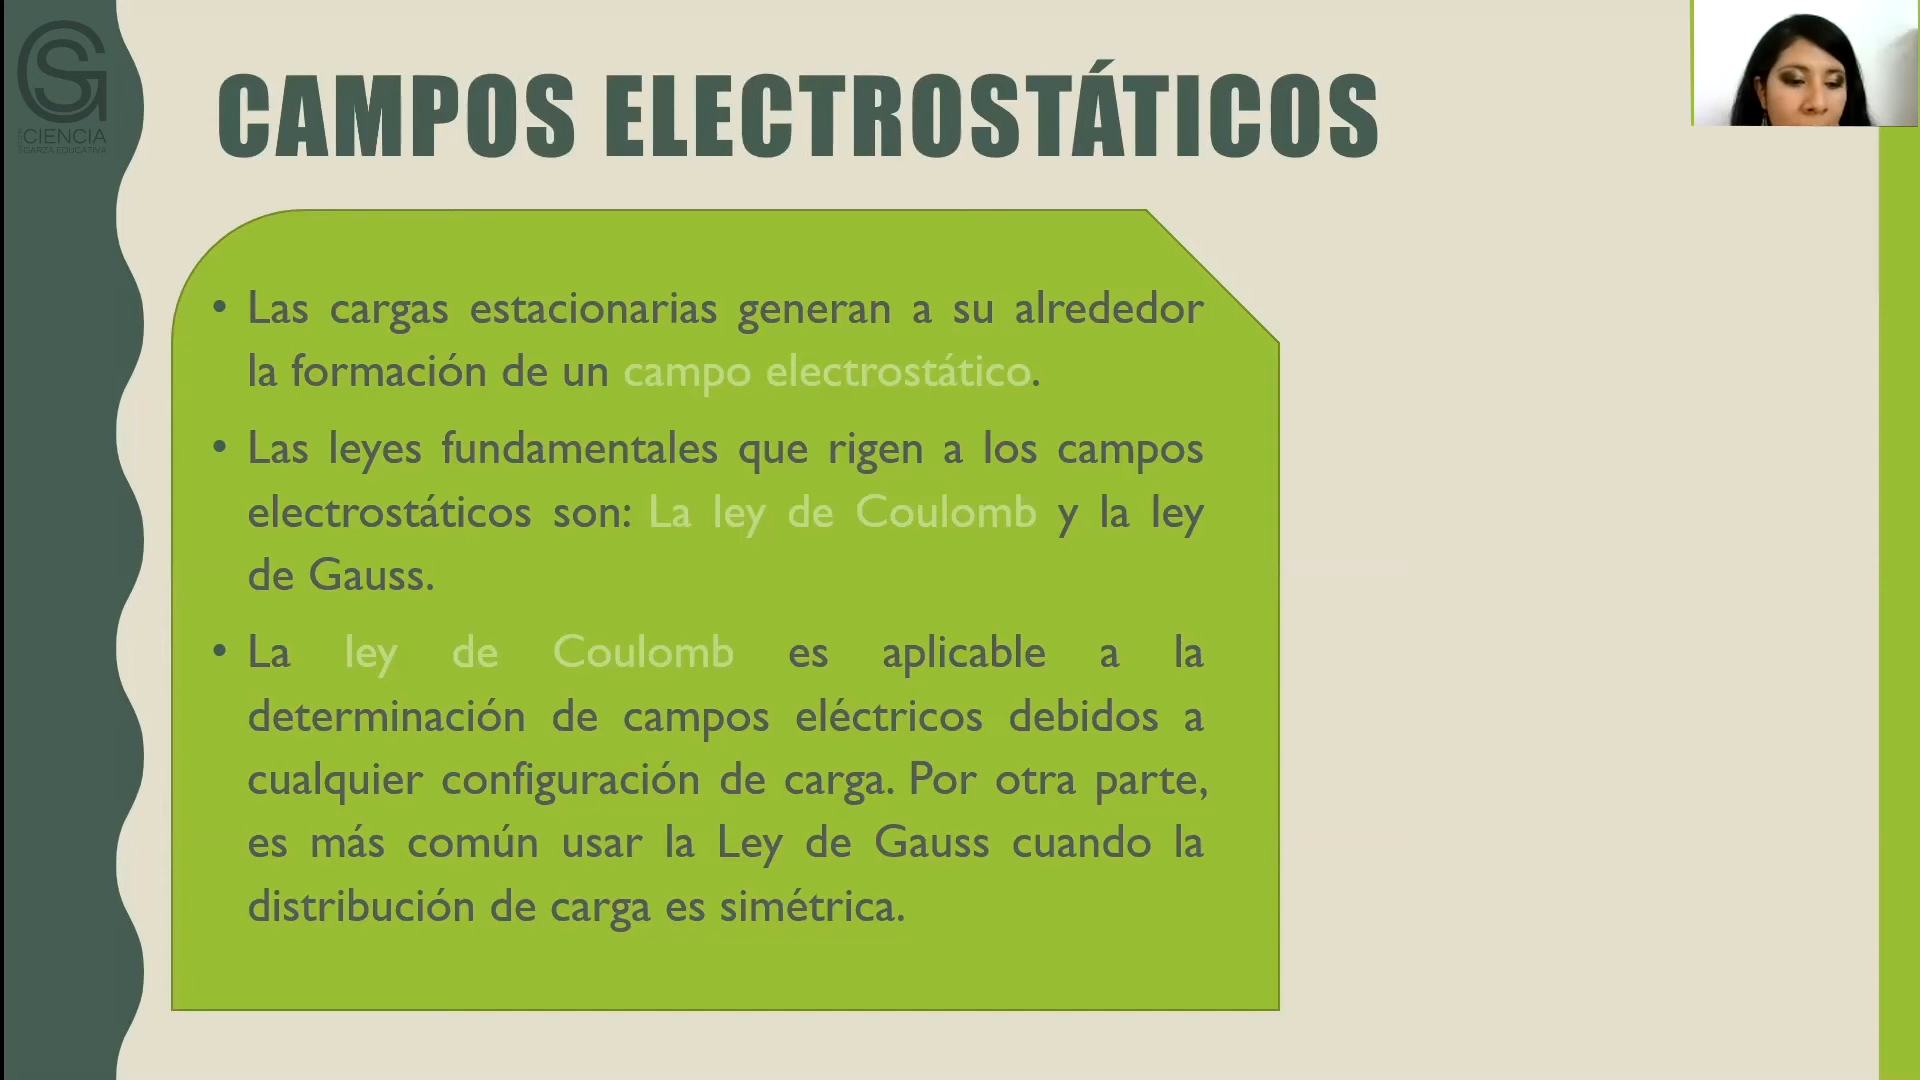 CIENCIA
GARZA EDUCATIVA
CAMPOS ELECTROSTÁTICOS
• Las cargas estacionarias generan a su alrededor
la formación de un campo electrostático.
• Las leyes fundamentales que rigen a los campos
electrostáticos son: La ley de Coulomb y la ley
de Gauss.
• La ley de Coulomb es aplicable a la
determinación de campos eléctricos debidos a
cualquier configuración de carga. Por otra parte,
es más común usar la Ley de Gauss cuando la
distribución de carga es simétrica.